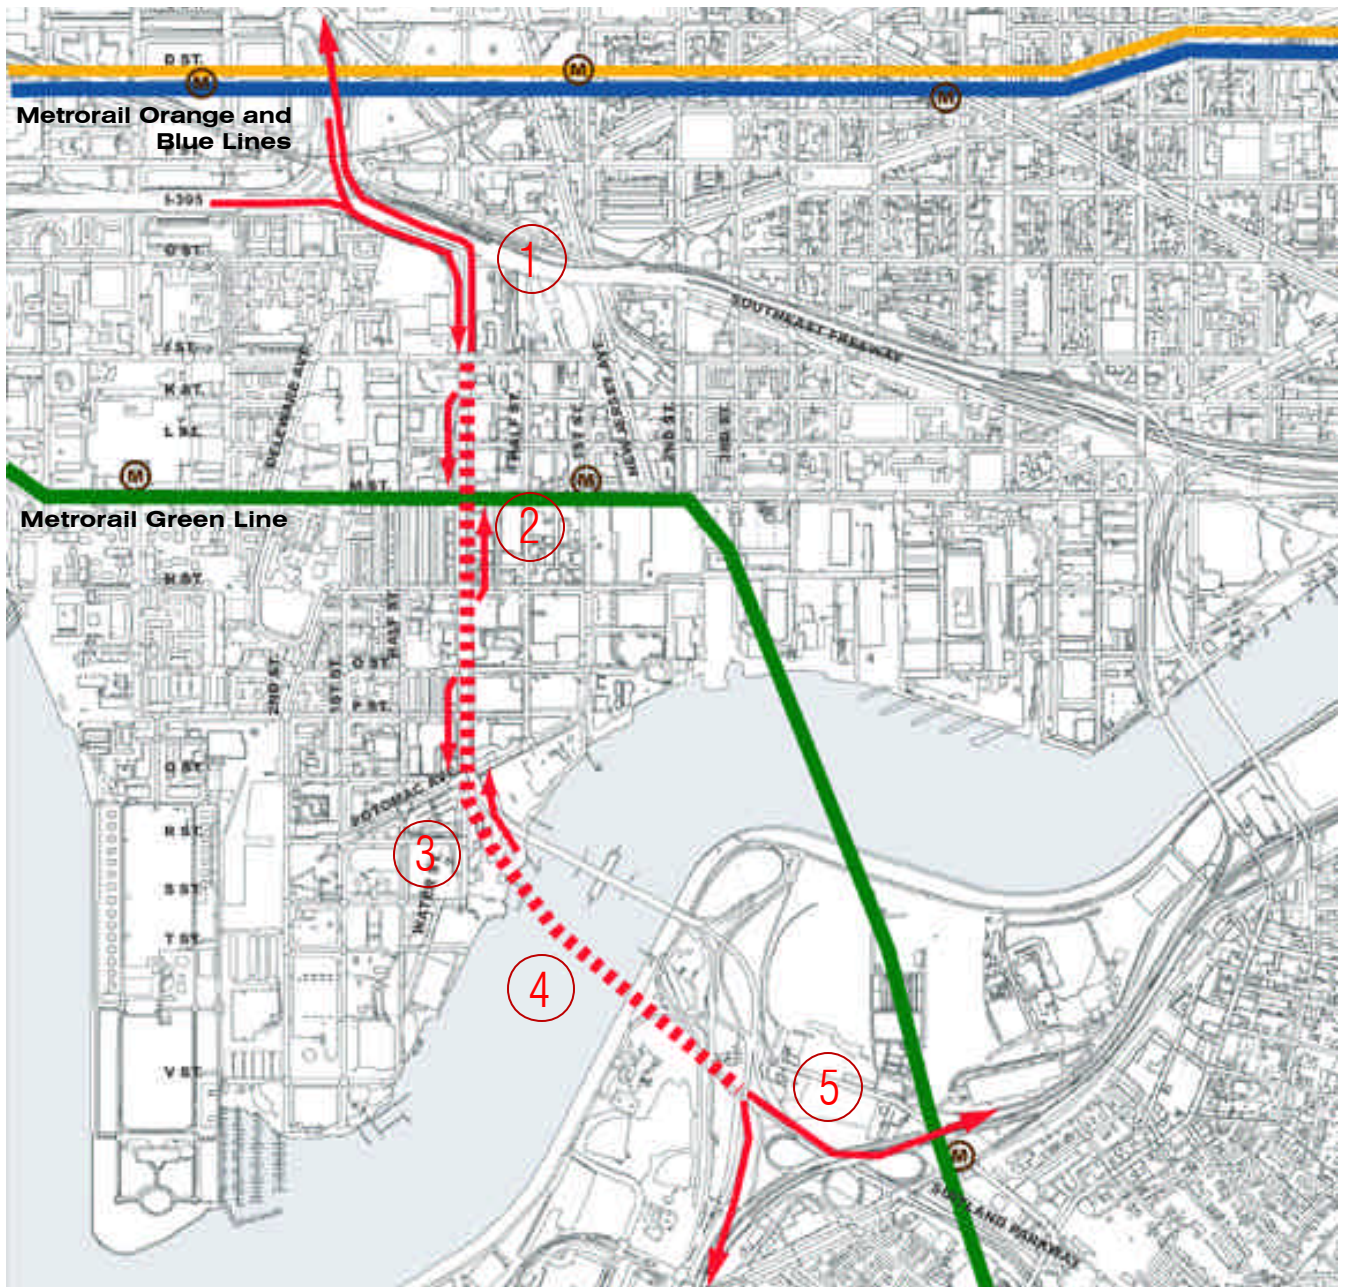 D ST.
M
M
M
Metrorail Orange and
Blue Lines
I-395
G ST.
1
SOUTHEAST FREEWAY
I ST.
DELEWARE AVE.
K ST.
L ST.
HALF ST.
1ST ST.
NEW JERSEY AVE.
2ND ST.
3RD ST.
M
M
M ST.
Metrorail Green Line
2
N ST.
HALF ST.
O ST.
2ND ST.
1ST ST.
P ST.
Q ST.
POTOMAC AV
R ST.
3
WATER
S ST.
T ST.
4
V ST.
5
M
SUITLAND PARKWAY